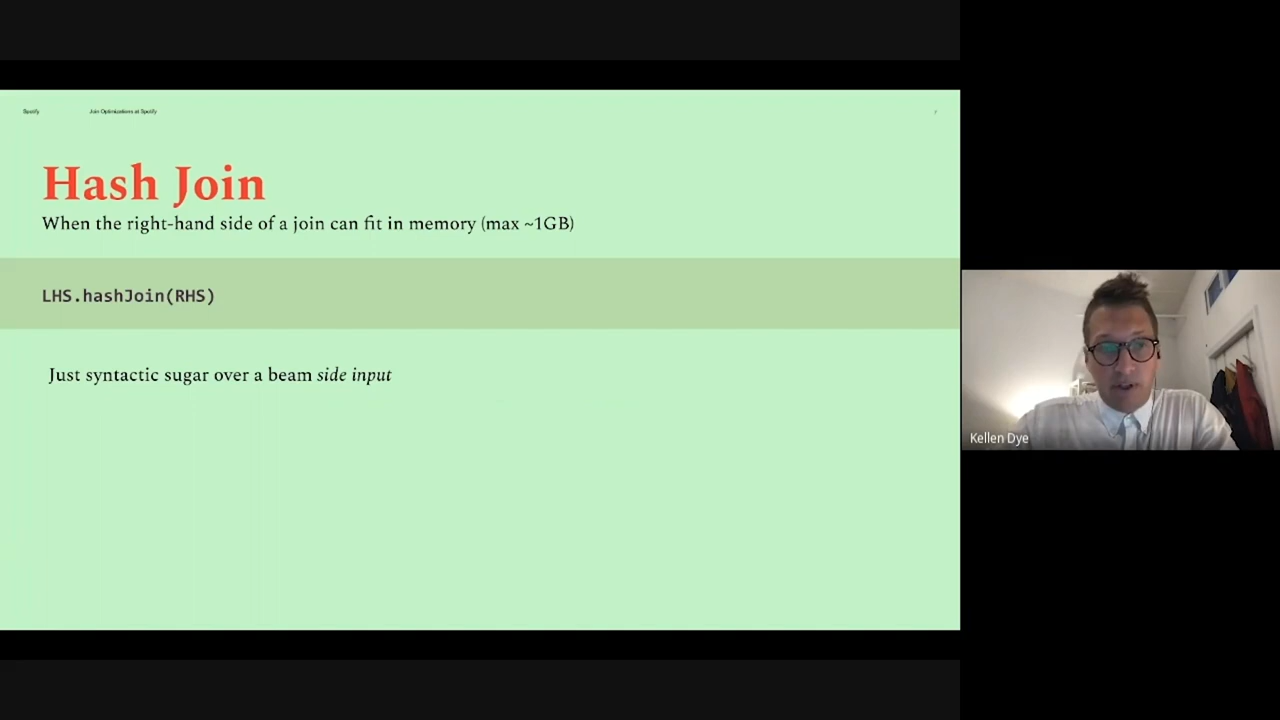 Spotify
Join Optimizations at Spotify
7
Hash Join
When the right-hand side of a join can fit in memory (max ~1GB)
LHS.hashJoin(RHS)
Just syntactic sugar over a beam side input
Kellen Dye